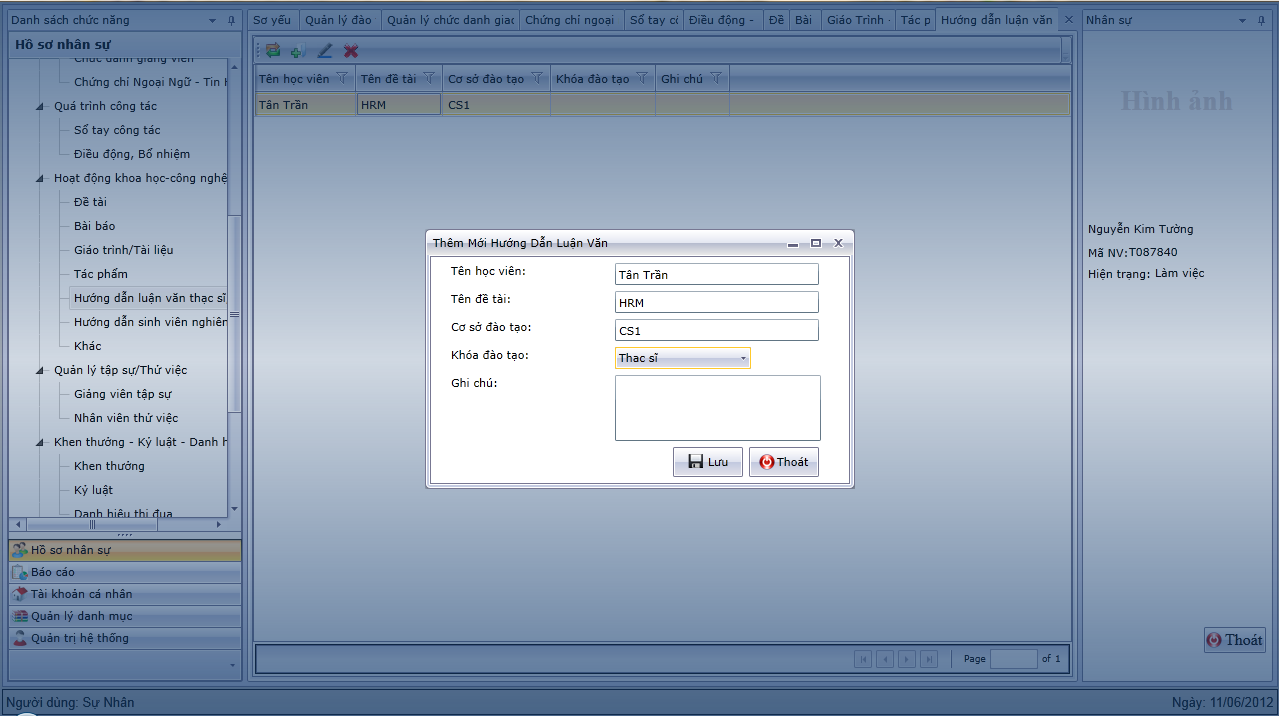 Danh sách chức năng
Hồ sơ nhân sự
Chức danh giảng viên
Chứng chỉ Ngoại Ngữ - Tin H
Quá trình công tác
Sổ tay công tác
Điều động, Bổ nhiệm
Hoạt động khoa học-công nghệ
Đề tài
Bài báo
Giáo trình/Tài liệu
Tác phẩm
Hướng dẫn luận văn thạc sĩ
Hướng dẫn sinh viên nghiên
Khác
Quản lý tập sự/Thử việc
Giảng viên tập sự
Nhân viên thử việc
Khen thưởng - Kỷ luật - Danh h
Khen thưởng
Kỷ luật
Danh hiệu thi đua
Hồ sơ nhân sự
Báo cáo
Tài khoản cá nhân
Quản lý danh mục
Quản trị hệ thống
Sơ yếu Quản lý đào Quản lý chức danh giac Chứng chỉ ngoại Sổ tay cô Điều động - Đề Bài Giáo Trình - Tác p Hướng dẫn luận văn
Tên học viên Tên đề tài Cơ sở đào tạo Khóa đào tạo Ghi chú
Tân Trần HRM CS1
Thêm Mới Hướng Dẫn Luận Văn
Tên học viên: Tân Trần
Tên đề tài: HRM
Cơ sở đào tạo: CS1
Khóa đào tạo: Thac sĩ
Ghi chú:
Lưu Thoát
Page of 1
Nhân sự
Hình ảnh
Nguyễn Kim Tường
Mã NV:T087840
Hiện trạng: Làm việc
Thoát
Người dùng: Sự Nhân
Ngày: 11/06/2012